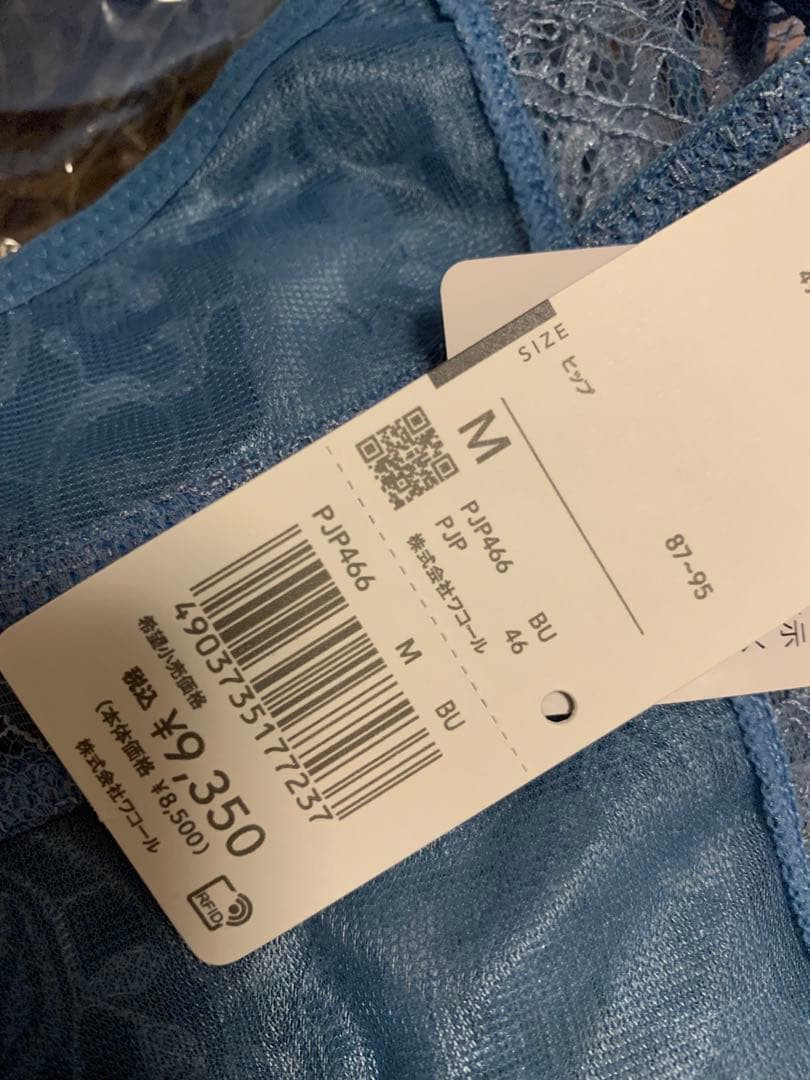 SIZE
ヒップ
M
87~95
PJP466 BU
PJP 46
株式会社ワコール
PJP466 M BU
4903735177237
希望小売価格
税込 ¥9,350
(本体価格 ¥8,500)
株式会社ワコール
RFID
示